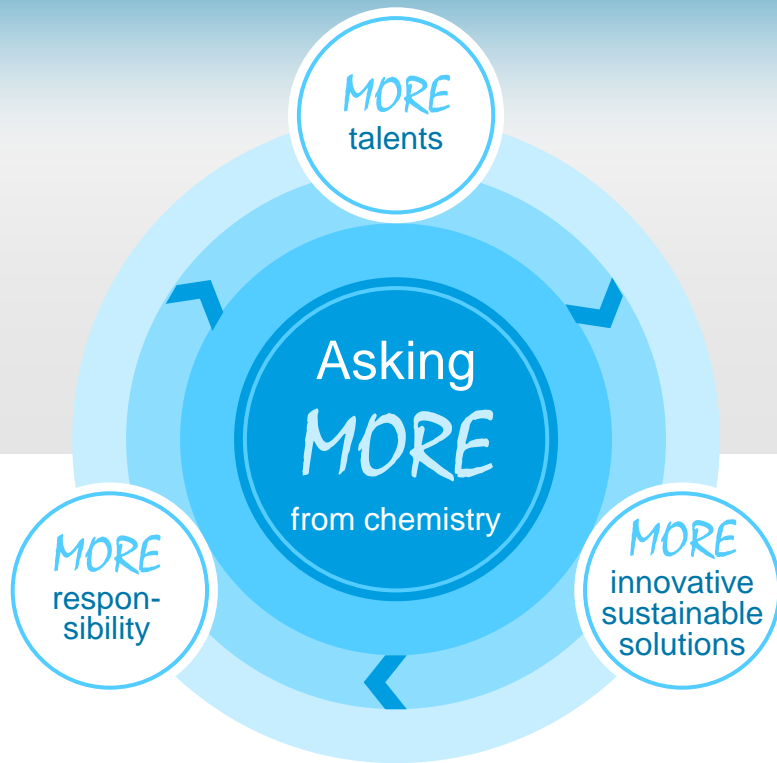 MORE
talents
Asking
MORE
from chemistry
MORE
respon-
sibility
MORE
innovative
sustainable
solutions